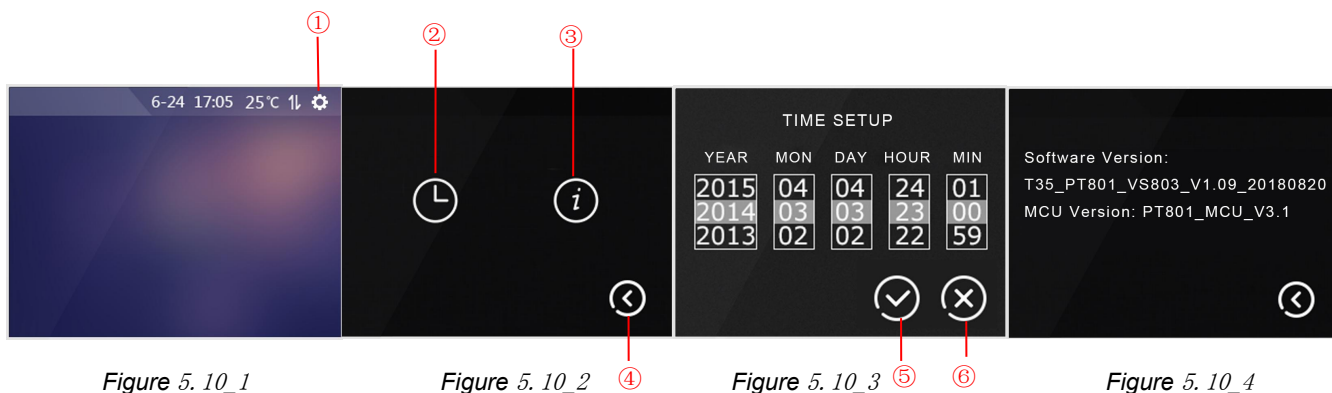 ①
②
③
6-24 17:05 25℃
TIME SETUP
YEAR MON DAY HOUR MIN
2015 04 04 24 01
2014 03 03 23 00
2013 02 02 22 59
i
Software Version:
T35_PT801_VS803_V1.09_20180820
MCU Version: PT801_MCU_V3.1
④
⑤
⑥
Figure 5.10_1
Figure 5.10_2
Figure 5.10_3
Figure 5.10_4